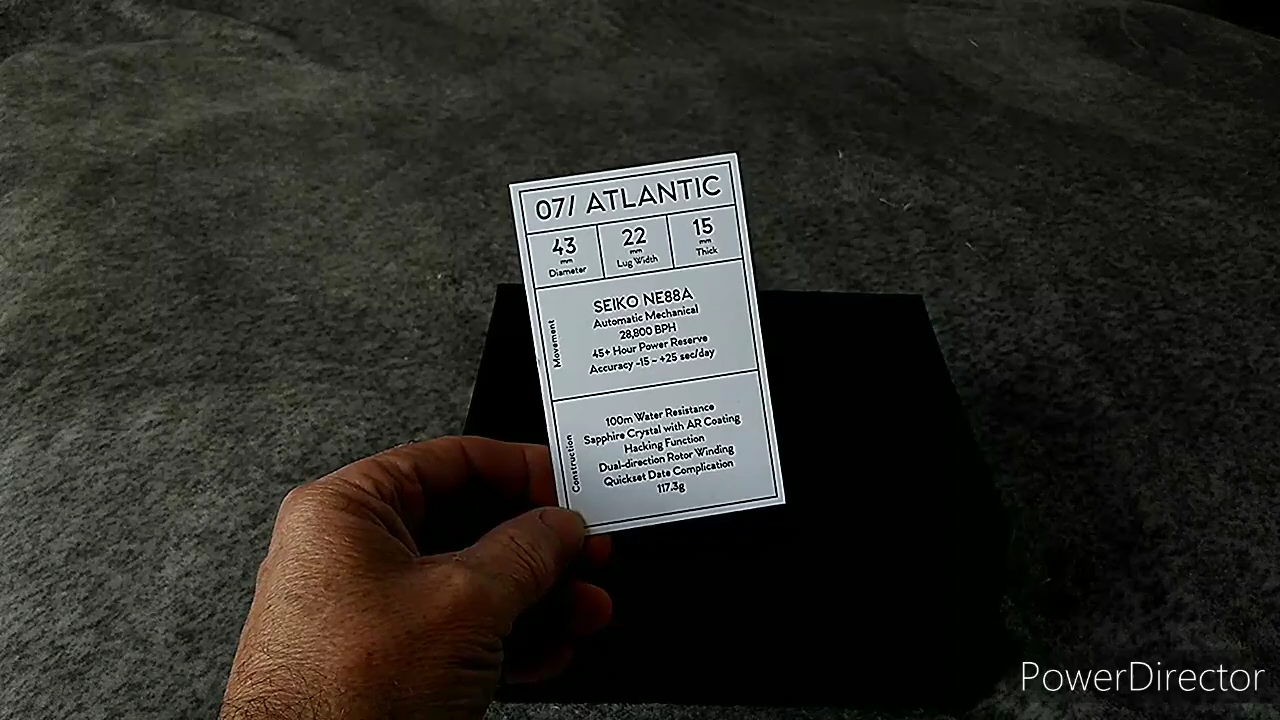 07/ ATLANTIC
43 22 15
mm mm mm
Diameter Lug Width Thick
Movement
SEIKO NE88A
Automatic Mechanical
28,800 BPH
45+ Hour Power Reserve
Accuracy -15 ~ +25 sec/day
Construction
100m Water Resistance
Sapphire Crystal with AR Coating
Hacking Function
Dual-direction Rotor Winding
Quickset Date Complication
117.3g
PowerDirector